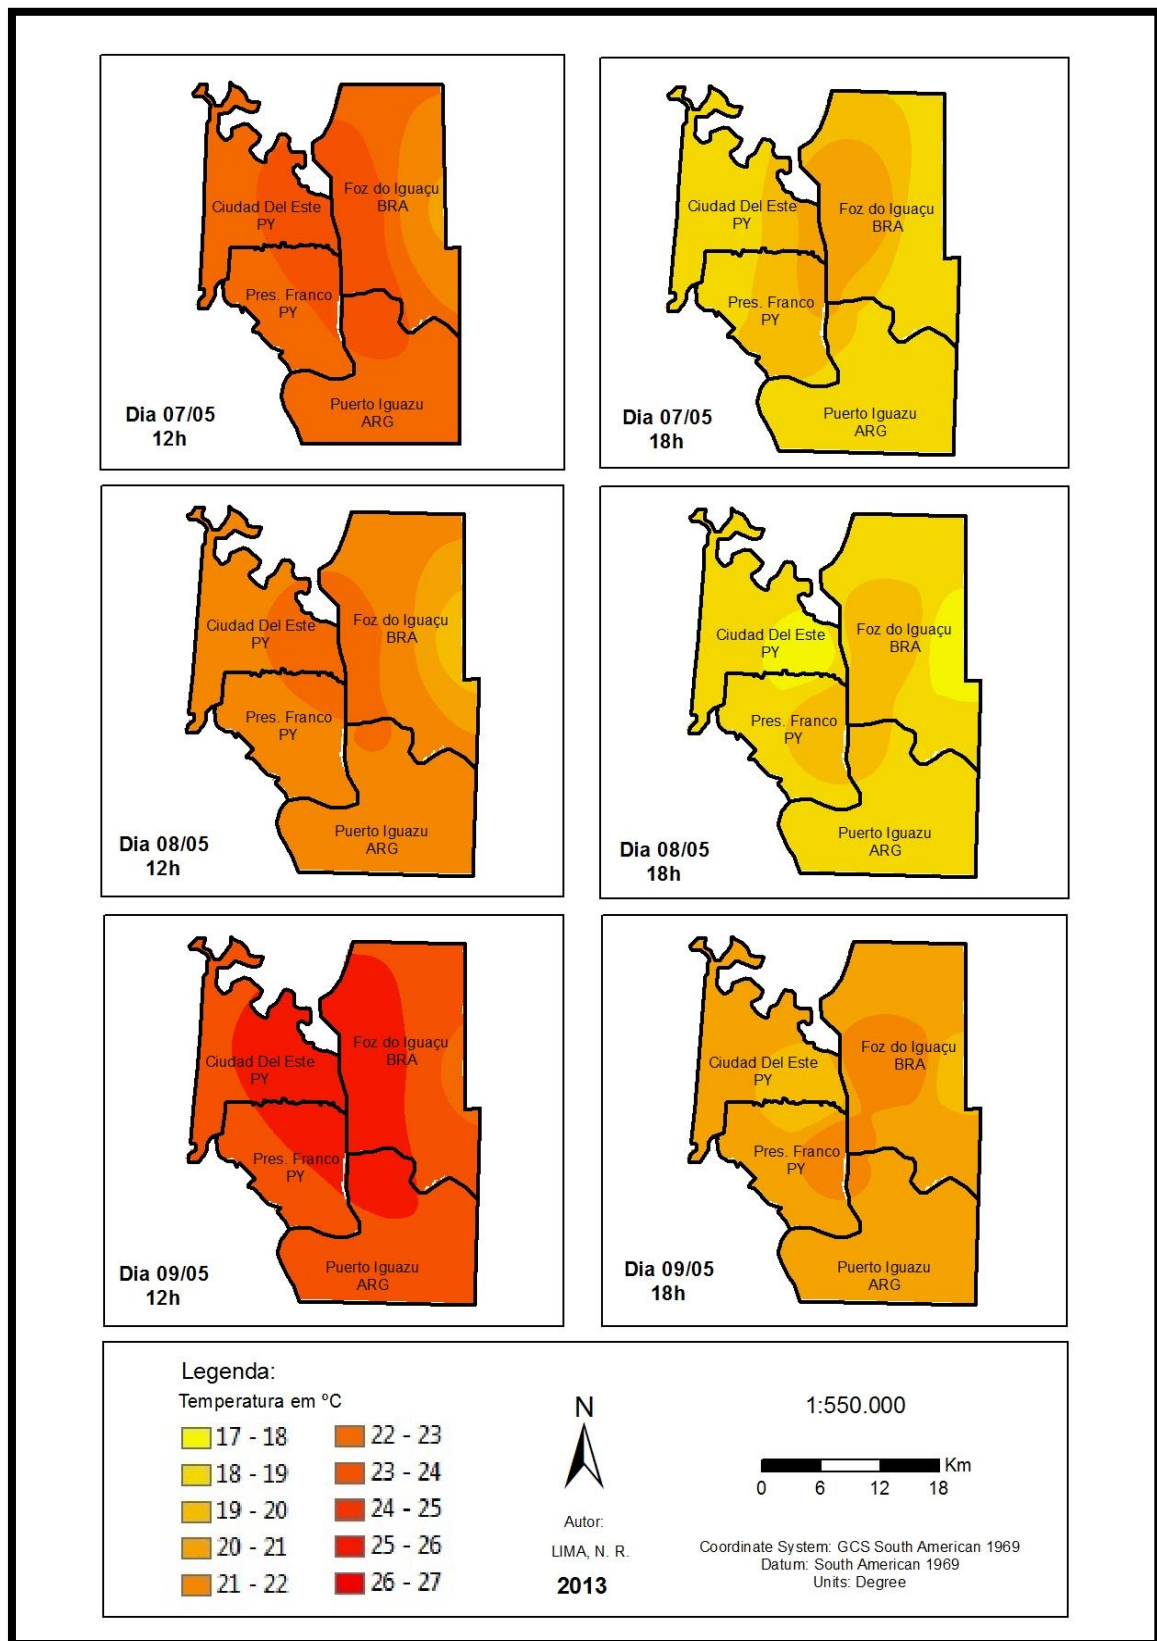 Ciudad Del Este
PY
Foz do Iguaçu
BRA
Pres. Franco
PY
Puerto Iguazu
ARG
Dia 07/05
12h
Ciudad Del Este
PY
Foz do Iguaçu
BRA
Pres. Franco
PY
Puerto Iguazu
ARG
Dia 07/05
18h
Ciudad Del Este
PY
Foz do Iguaçu
BRA
Pres. Franco
PY
Puerto Iguazu
ARG
Dia 08/05
12h
Ciudad Del Este
PY
Foz do Iguaçu
BRA
Pres. Franco
PY
Puerto Iguazu
ARG
Dia 08/05
18h
Ciudad Del Este
PY
Foz do Iguaçu
BRA
Pres. Franco
PY
Puerto Iguazu
ARG
Dia 09/05
12h
Ciudad Del Este
PY
Foz do Iguaçu
BRA
Pres. Franco
PY
Puerto Iguazu
ARG
Dia 09/05
18h
Legenda:
Temperatura em ºC
17 - 18
18 - 19
19 - 20
20 - 21
21 - 22
22 - 23
23 - 24
24 - 25
25 - 26
26 - 27
N
Autor:
LIMA, N. R.
2013
1:550.000
Km
0 6 12 18
Coordinate System: GCS South American 1969
Datum: South American 1969
Units: Degree